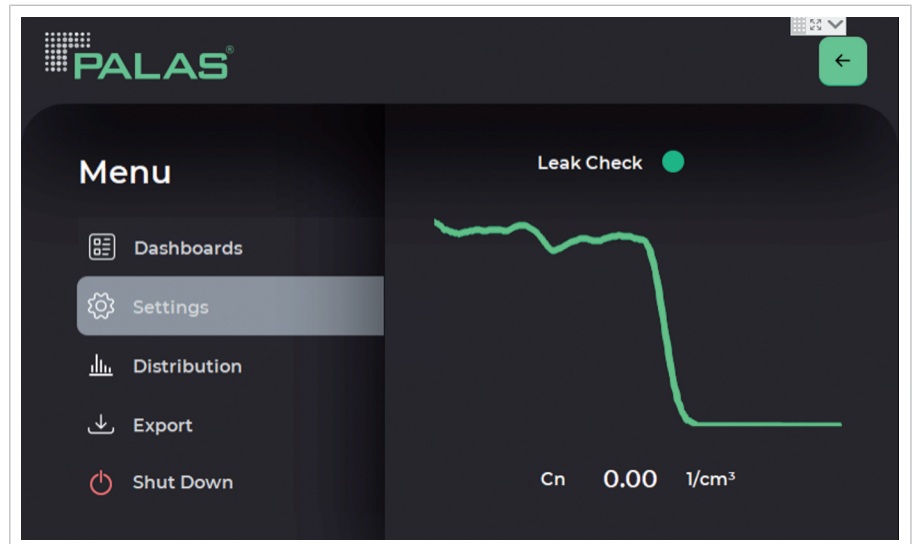 PALAS®
Menu
Dashboards
Settings
Distribution
Export
Shut Down
Leak Check
Cn 0.00 1/cm³